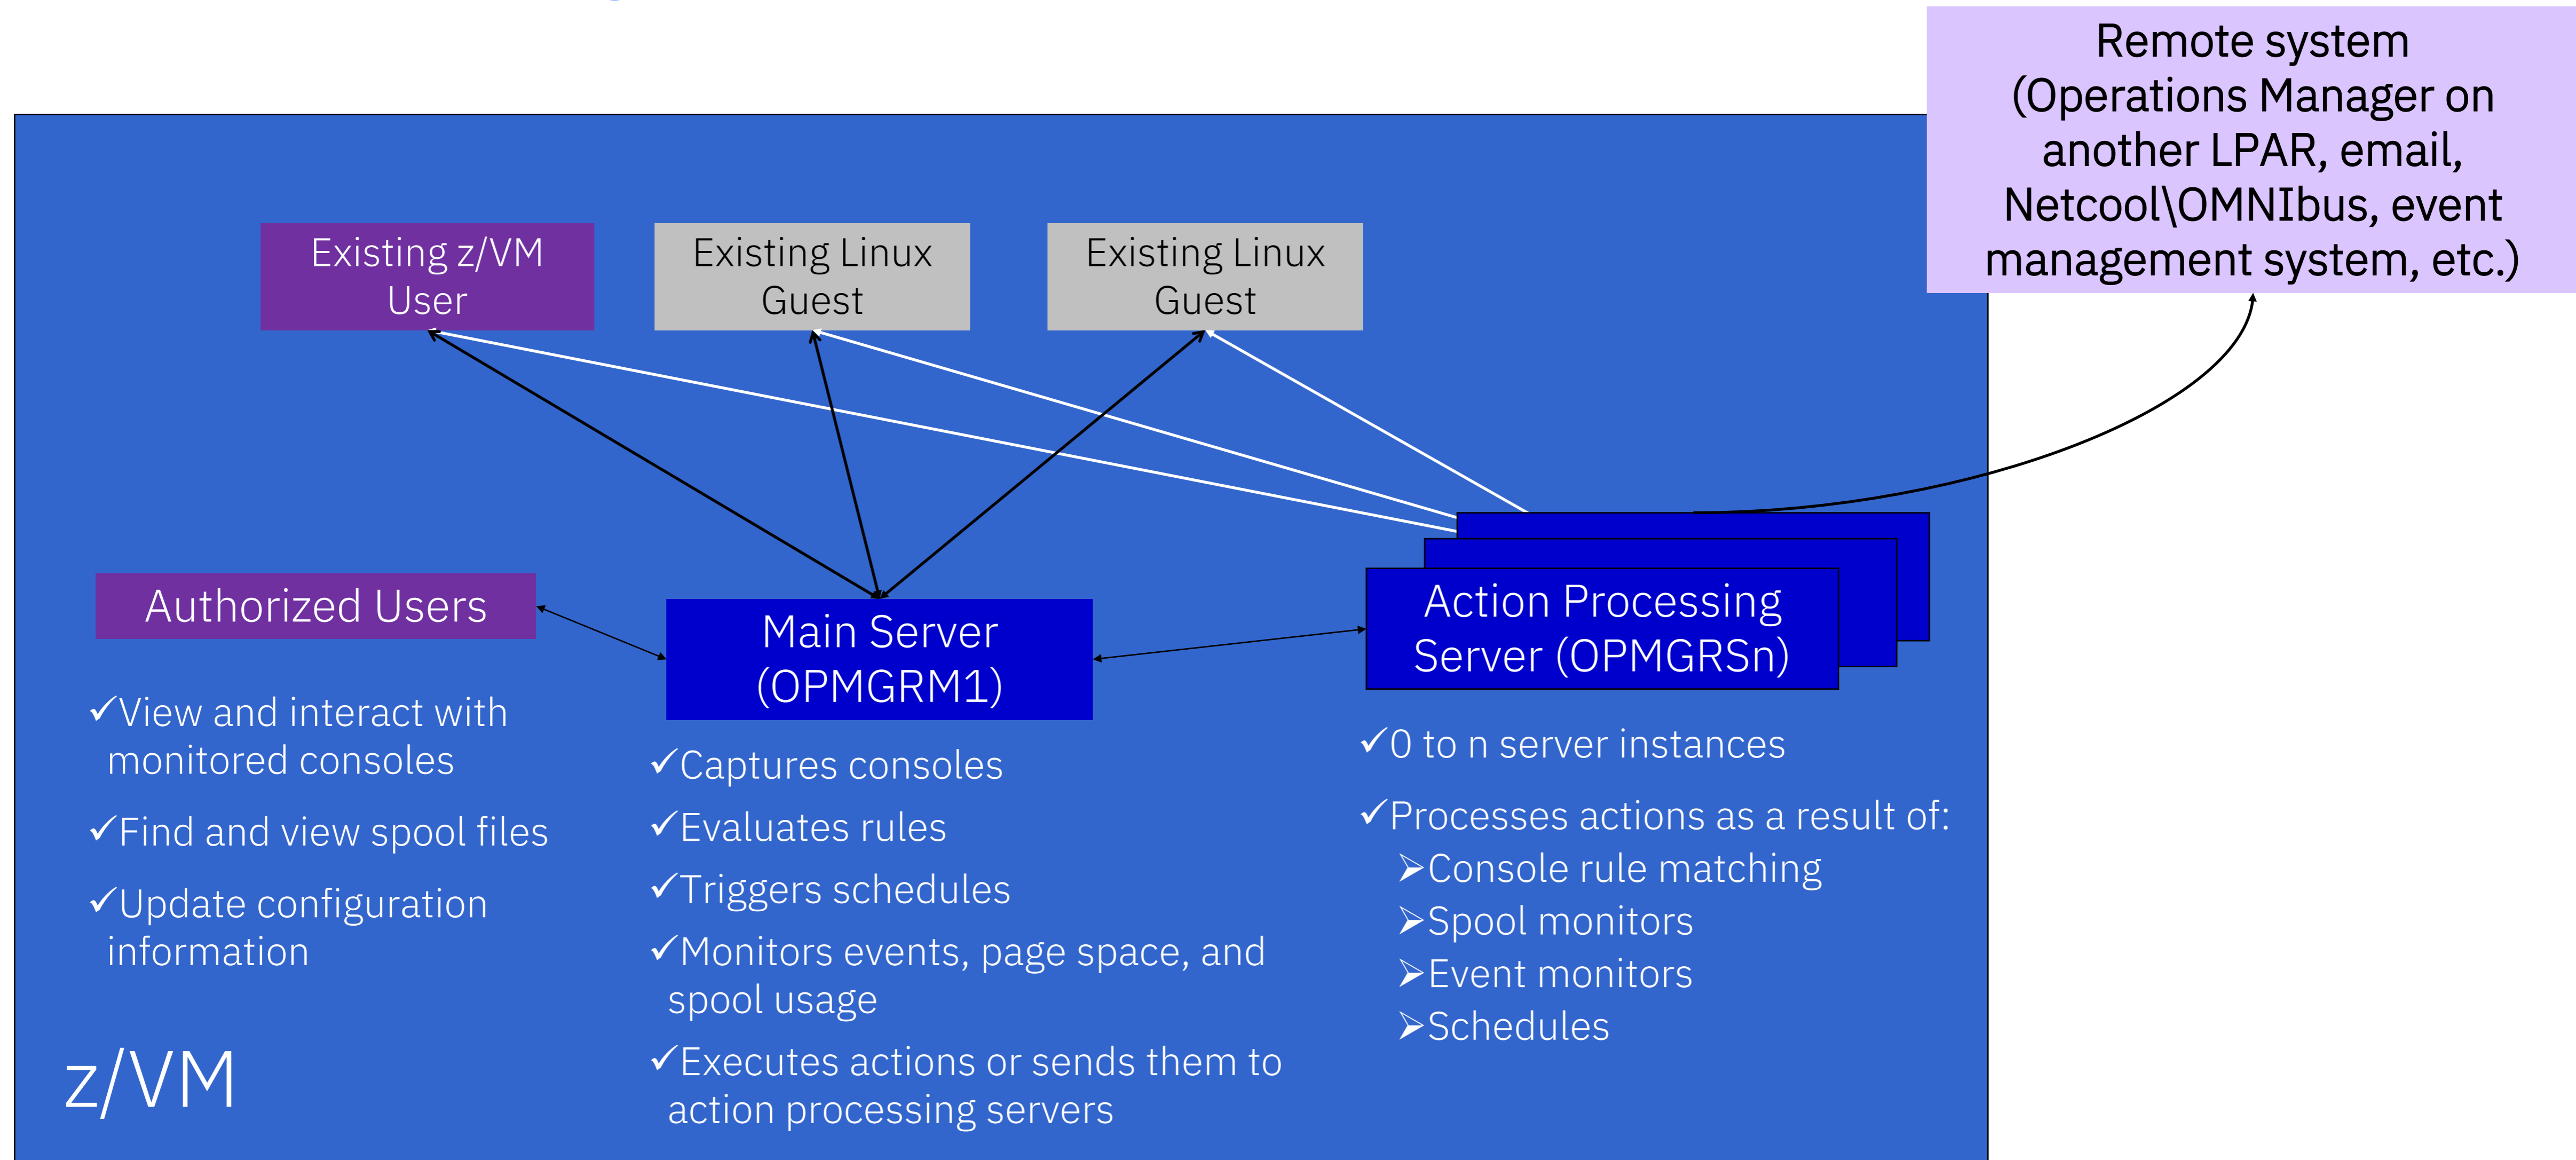 Remote system
(Operations Manager on
another LPAR, email,
Netcool\OMNIbus, event
management system, etc.)
Existing z/VM
User
Existing Linux
Guest
Existing Linux
Guest
Authorized Users
✓View and interact with
monitored consoles
✓Find and view spool files
✓Update configuration
information
Main Server
(OPMGRM1)
✓Captures consoles
✓Evaluates rules
✓Triggers schedules
✓Monitors events, page space, and
spool usage
✓Executes actions or sends them to
action processing servers
Action Processing
Server (OPMGRSn)
✓0 to n server instances
✓Processes actions as a result of:
➢Console rule matching
➢Spool monitors
➢Event monitors
➢Schedules
z/VM